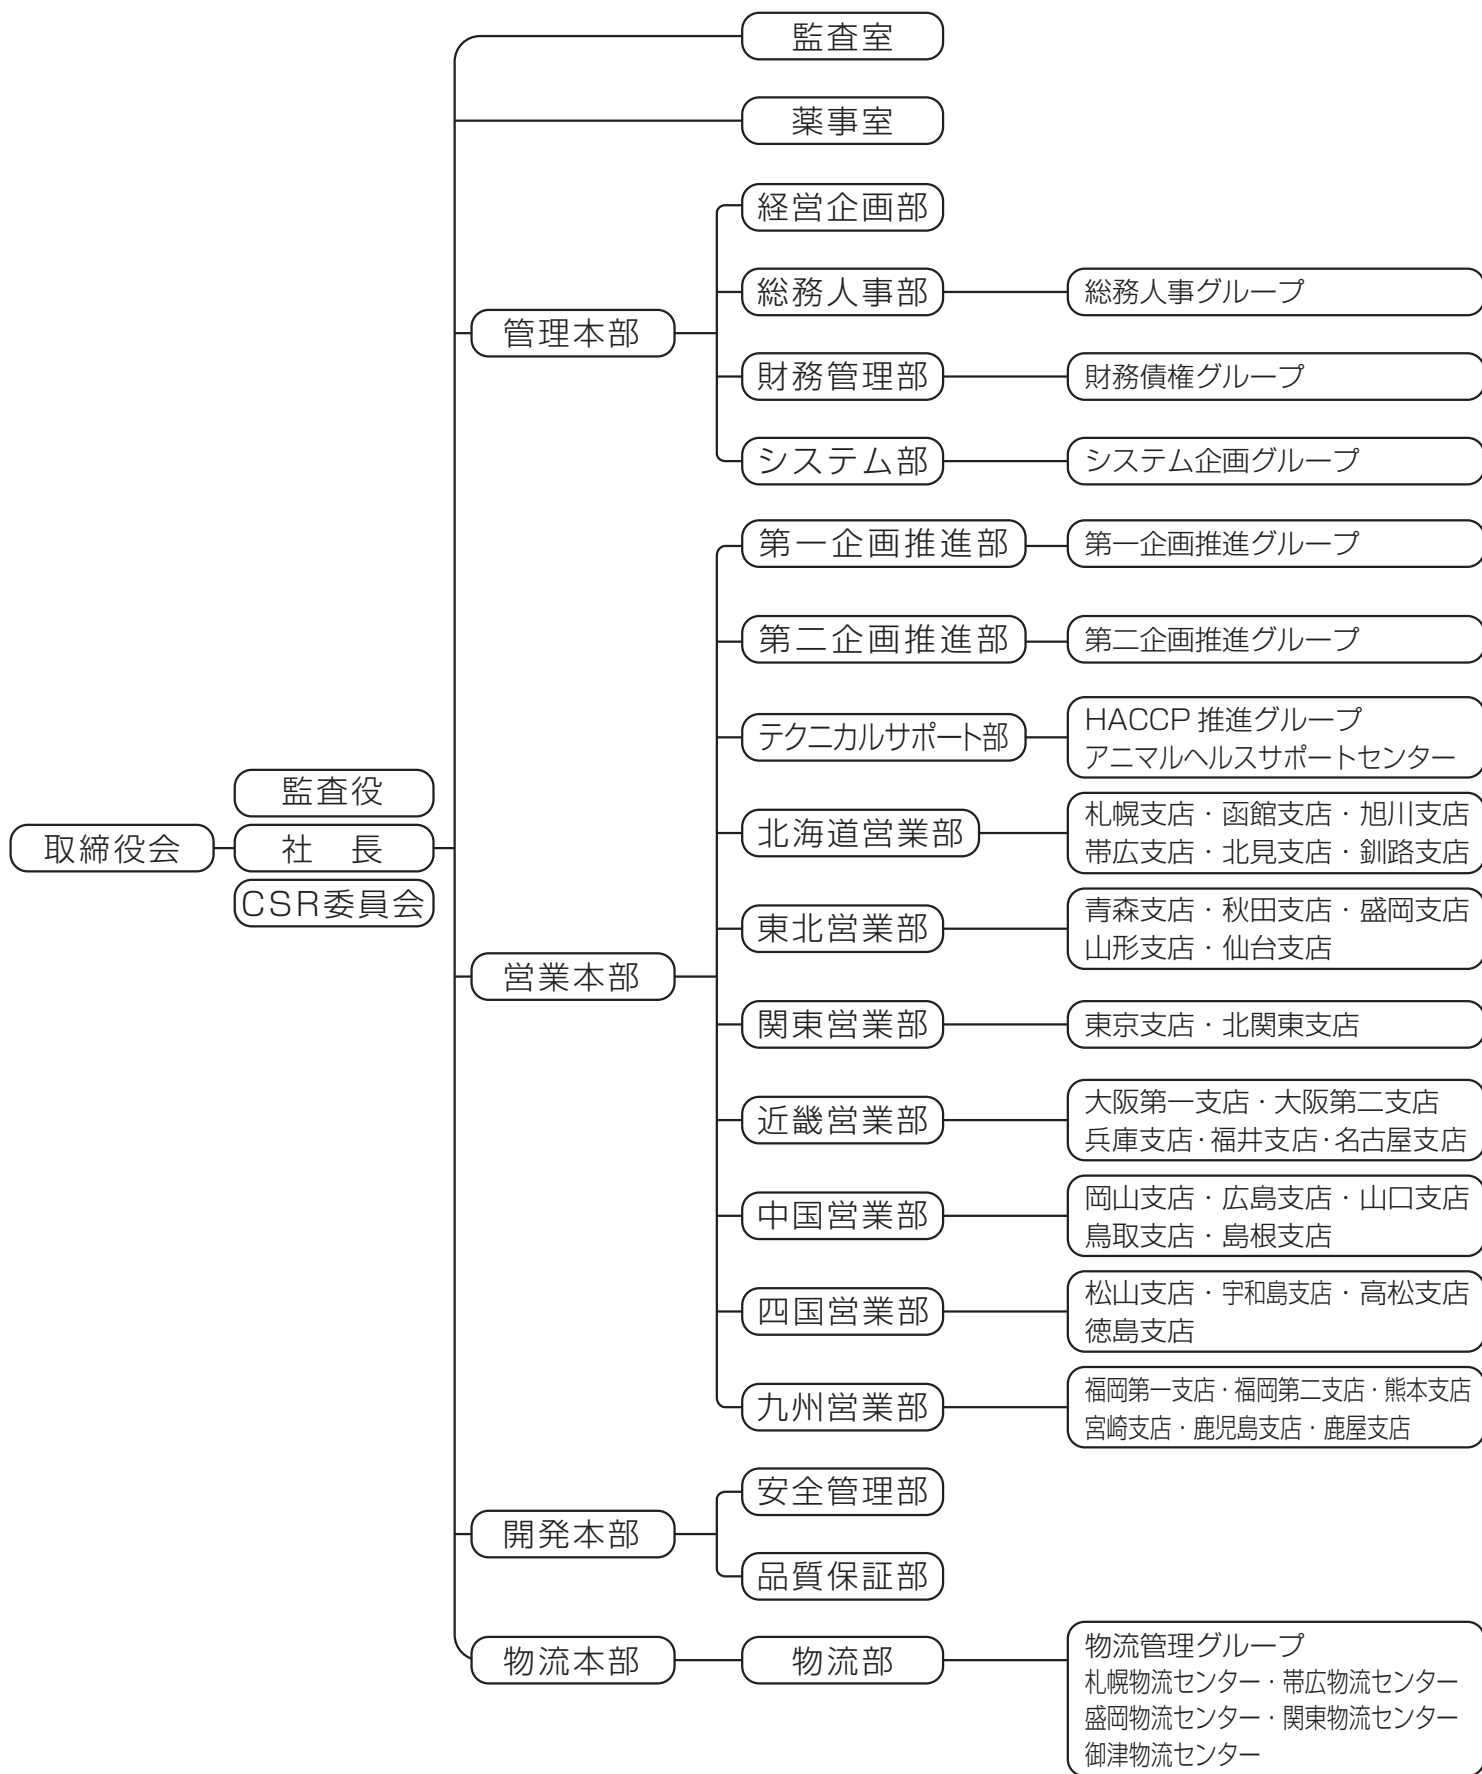 監査室
薬事室
経営企画部
総務人事部
総務人事グループ
管理本部
財務管理部
財務債権グループ
システム部
システム企画グループ
第一企画推進部
第一企画推進グループ
第二企画推進部
第二企画推進グループ
テクニカルサポート部
HACCP 推進グループ
アニマルヘルスサポートセンター
監査役
取締役会
社　長
CSR委員会
北海道営業部
札幌支店・函館支店・旭川支店
帯広支店・北見支店・釧路支店
東北営業部
青森支店・秋田支店・盛岡支店
山形支店・仙台支店
営業本部
関東営業部
東京支店・北関東支店
近畿営業部
大阪第一支店・大阪第二支店
兵庫支店・福井支店・名古屋支店
中国営業部
岡山支店・広島支店・山口支店
鳥取支店・島根支店
四国営業部
松山支店・宇和島支店・高松支店
徳島支店
九州営業部
福岡第一支店・福岡第二支店・熊本支店
宮崎支店・鹿児島支店・鹿屋支店
安全管理部
開発本部
品質保証部
物流本部
物流部
物流管理グループ
札幌物流センター・帯広物流センター
盛岡物流センター・関東物流センター
御津物流センター